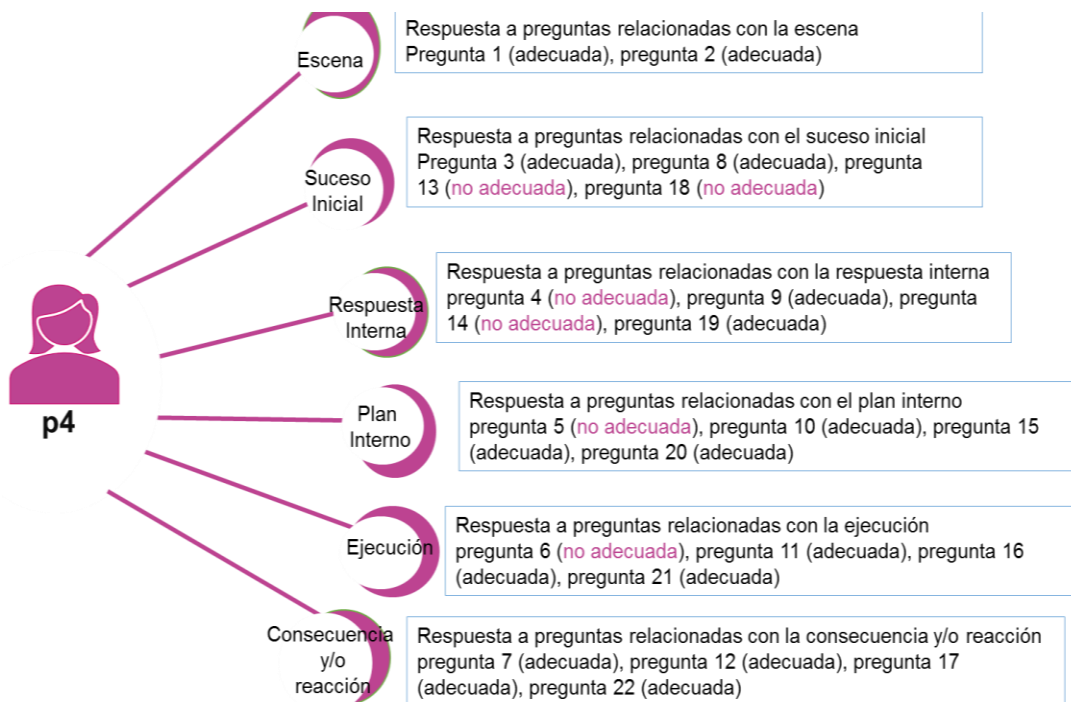 Escena
Respuesta a preguntas relacionadas con la escena
Pregunta 1 (adecuada), pregunta 2 (adecuada)
Suceso
Inicial
Respuesta a preguntas relacionadas con el suceso inicial
Pregunta 3 (adecuada), pregunta 8 (adecuada), pregunta
13 (no adecuada), pregunta 18 (no adecuada)
Respuesta
Interna
Respuesta a preguntas relacionadas con la respuesta interna
pregunta 4 (no adecuada), pregunta 9 (adecuada), pregunta
14 (no adecuada), pregunta 19 (adecuada)
p4
Plan
Interno
Respuesta a preguntas relacionadas con el plan interno
pregunta 5 (no adecuada), pregunta 10 (adecuada), pregunta 15
(adecuada), pregunta 20 (adecuada)
Ejecución
Respuesta a preguntas relacionadas con la ejecución
pregunta 6 (no adecuada), pregunta 11 (adecuada), pregunta 16
(adecuada), pregunta 21 (adecuada)
Consecuencia
y/o
reacción
Respuesta a preguntas relacionadas con la consecuencia y/o reacción
pregunta 7 (adecuada), pregunta 12 (adecuada), pregunta 17
(adecuada), pregunta 22 (adecuada)